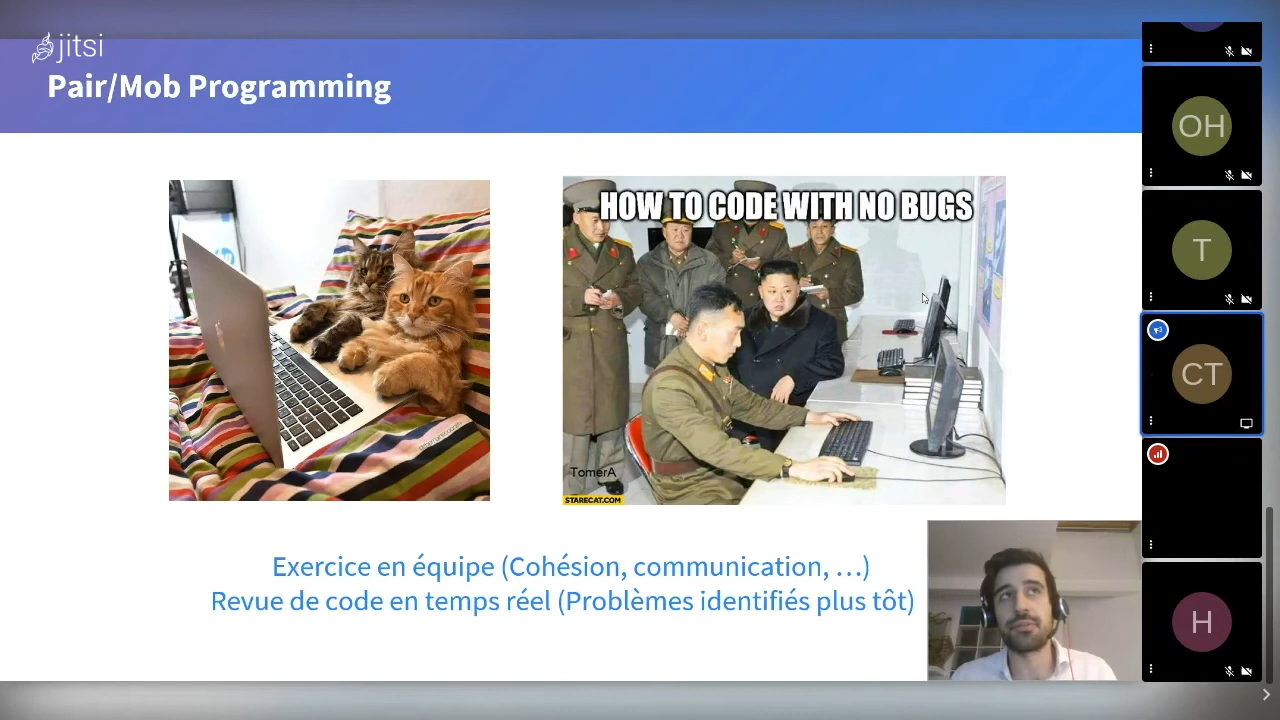 jitsi
Pair/Mob Programming
HOW TO CODE WITH NO BUGS
TomerA
STARECAT.COM
Exercice en équipe (Cohésion, communication, …)
Revue de code en temps réel (Problèmes identifiés plus tôt)
OH
T
CT
H